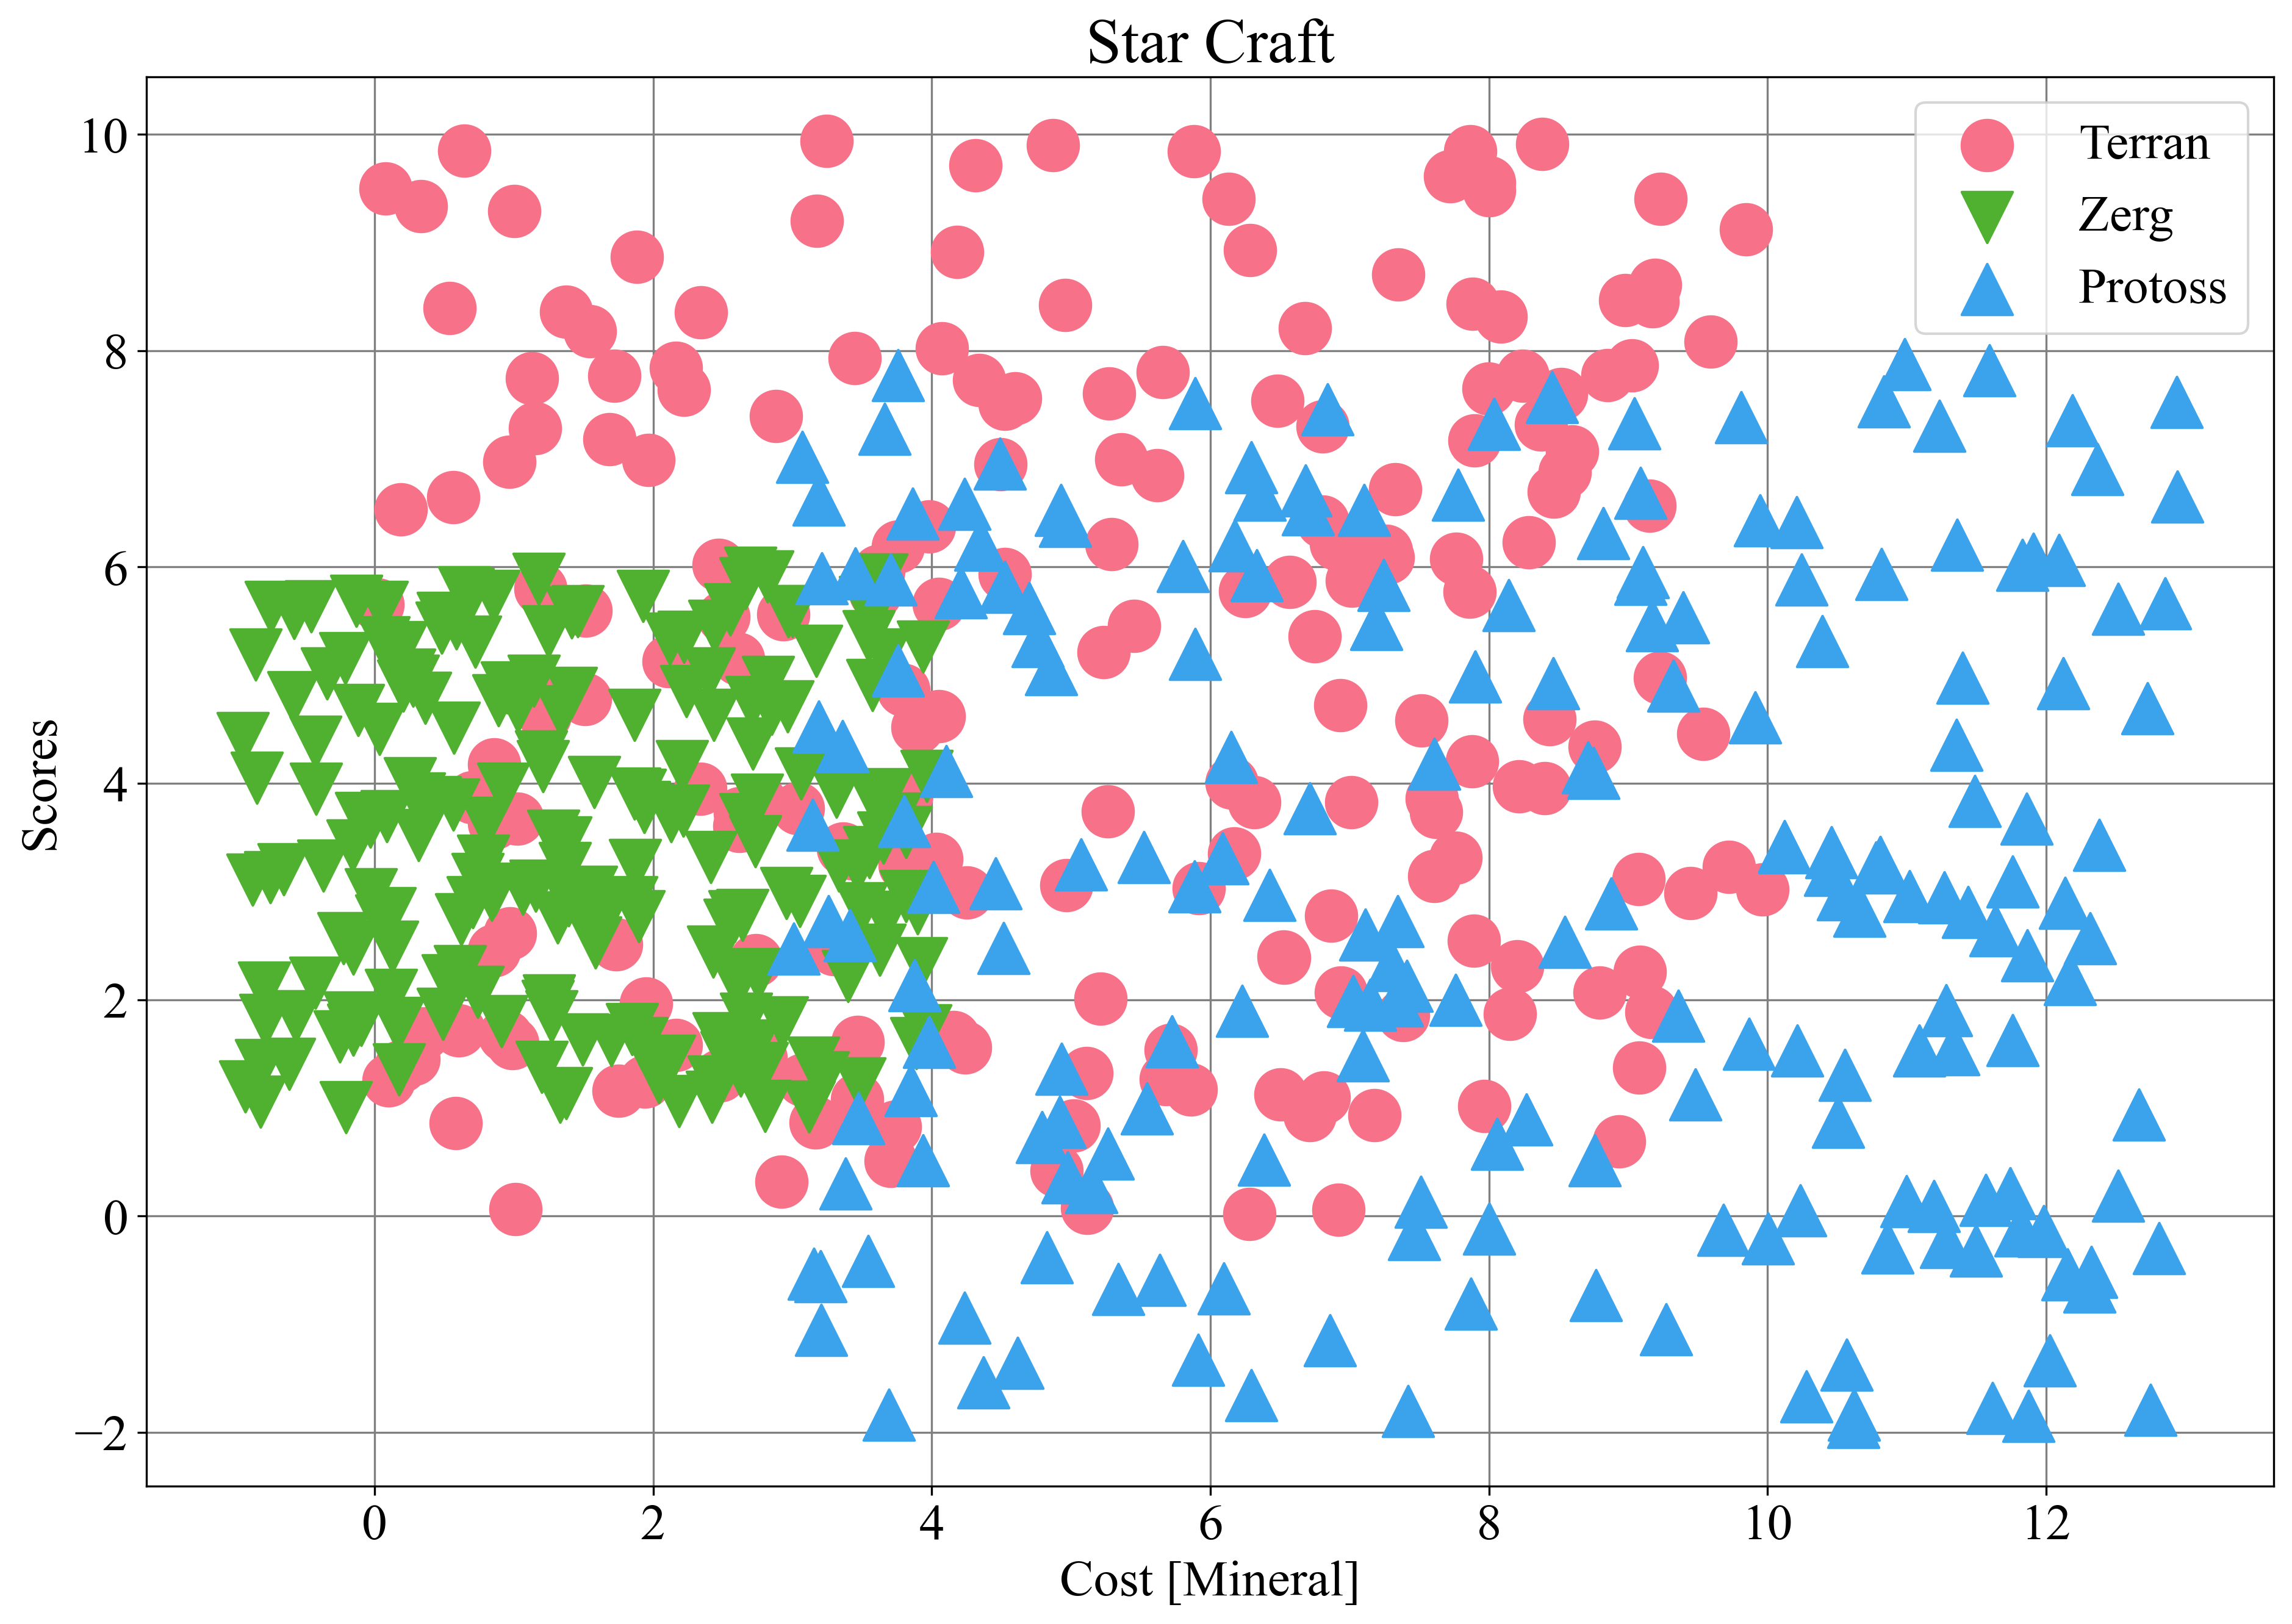 Star Craft
Terran
Zerg
Protoss
Scores
10
8
6
4
2
0
−2
0 2 4 6 8 10 12
Cost [Mineral]